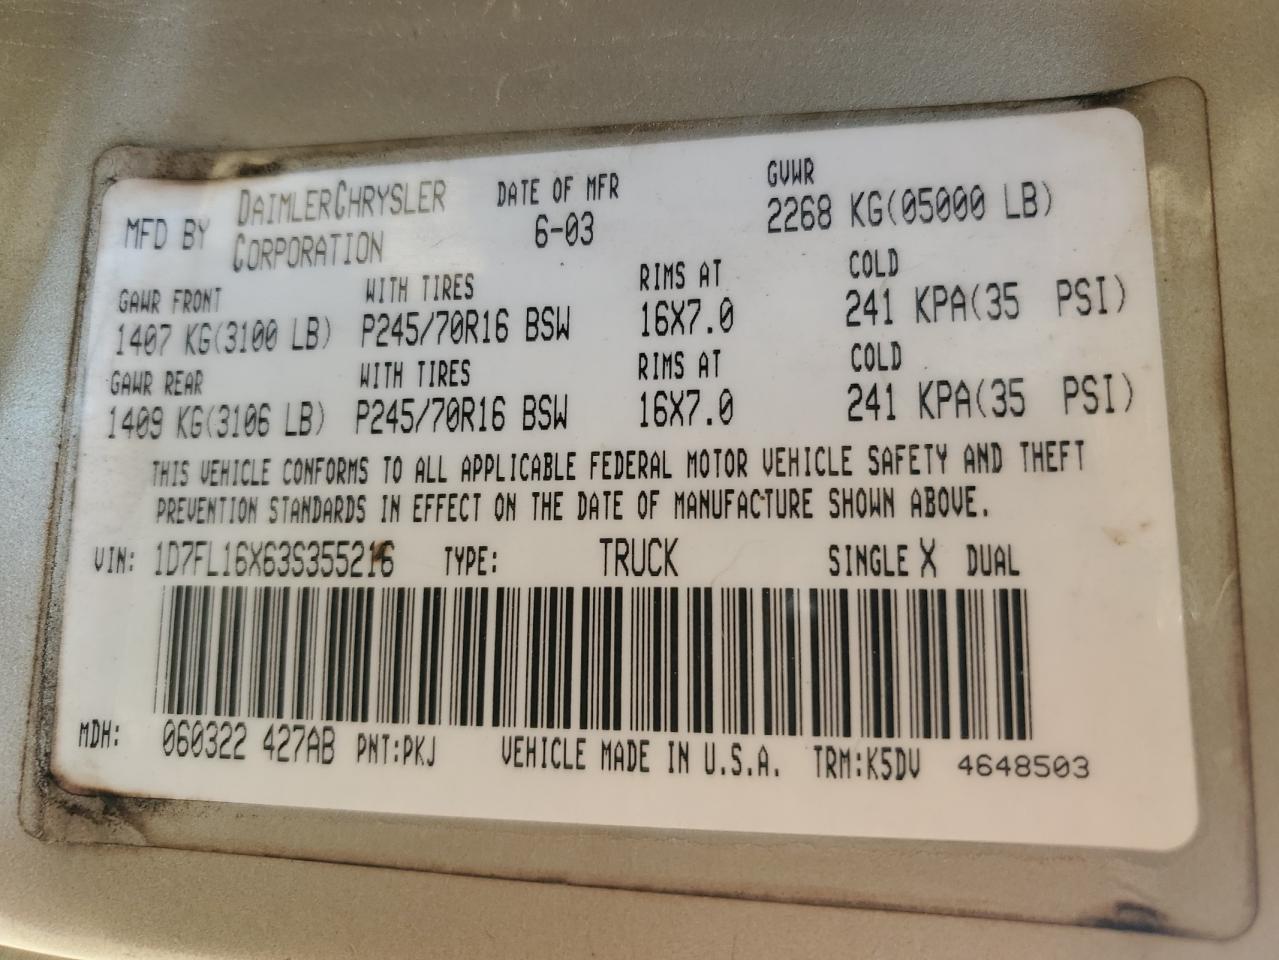 MFD BY DAIMLERCHRYSLER CORPORATION DATE OF MFR 6-03 GVWR 2268 KG(05000 LB)
GAWR FRONT WITH TIRES RIMS AT COLD
1407 KG(3100 LB) P245/70R16 BSW 16X7.0 241 KPA(35 PSI)
GAWR REAR WITH TIRES RIMS AT COLD
1409 KG(3106 LB) P245/70R16 BSW 16X7.0 241 KPA(35 PSI)
THIS VEHICLE CONFORMS TO ALL APPLICABLE FEDERAL MOTOR VEHICLE SAFETY AND THEFT
PREVENTION STANDARDS IN EFFECT ON THE DATE OF MANUFACTURE SHOWN ABOVE.
VIN: 1D7FL16X63S355216 TYPE: TRUCK SINGLE X DUAL
MDH: 060322 427AB PNT:PKJ VEHICLE MADE IN U.S.A. TRM:K5DV 4648503